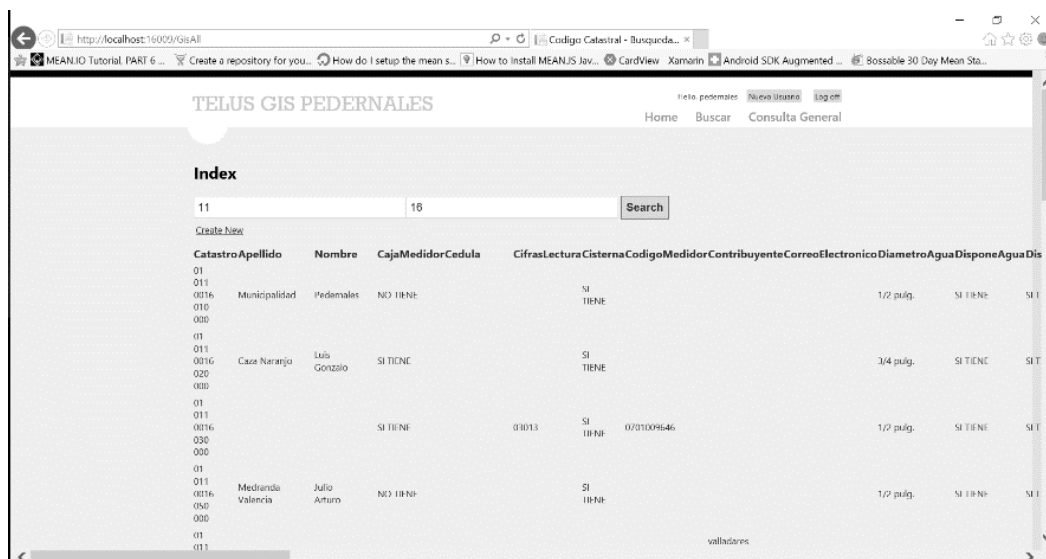 http://localhost:16009/GisAll
Codigo Catastral - Busqueda... ×
MEAN.IO Tutorial. PART 6 ... Create a repository for you... How do I setup the mean s... How to Install MEAN.JS Jav... CardView Xamarin Android SDK Augmented ... Bossable 30 Day Mean Sta...
TELUS GIS PEDERNALES
Hello, pedernales Nuevo Usuario Log off
Home Buscar Consulta General
Index
11 16 Search
Create New
Catastro Apellido Nombre CajaMedidor Cedula CifrasLectura Cisterna CodigoMedidor Contribuyente CorreoElectronico DiametroAgua DisponeAgua Dis
01
011
0016
010
000
Municipalidad Pedernales NO TIENE SI TIENE 1/2 pulg. SI TIENE SI T
01
011
0016
020
000
Caza Naranjo Luis Gonzalo SI TIENE SI TIENE 3/4 pulg. SI TIENE SI T
01
011
0016
030
000
SI TIENE 03013 SI TIENE 0701009646 1/2 pulg. SI TIENE SI T
01
011
0016
050
000
Medranda Valencia Julio Arturo NO TIENE SI TIENE 1/2 pulg. SI TIENE SI T
01
011
valladares